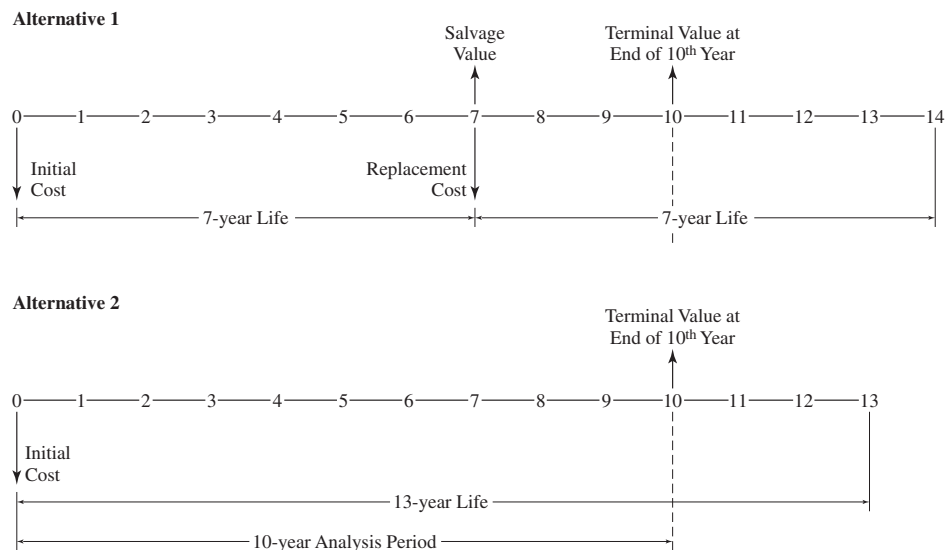 Alternative 1
Salvage
Value
Terminal Value at
End of 10th Year
0 1 2 3 4 5 6 7 8 9 10 11 12 13 14
Initial
Cost
Replacement
Cost
7-year Life
7-year Life
Alternative 2
Terminal Value at
End of 10th Year
0 1 2 3 4 5 6 7 8 9 10 11 12 13
Initial
Cost
13-year Life
10-year Analysis Period